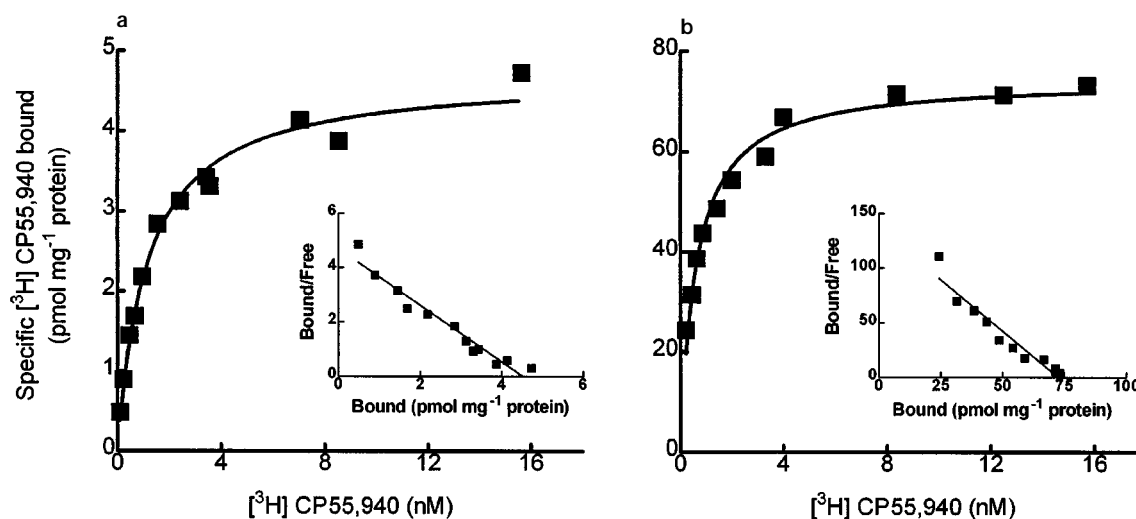 a
Specific [³H] CP55,940 bound
(pmol mg⁻¹ protein)
5
4
3
2
1
0
0 4 8 12 16
[³H] CP55,940 (nM)
Bound/Free
6
4
2
0
0 2 4 6
Bound (pmol mg⁻¹ protein)
b
80
60
40
20
0
0 4 8 12 16
[³H] CP55,940 (nM)
Bound/Free
150
100
50
0
0 25 50 75 100
Bound (pmol mg⁻¹ protein)